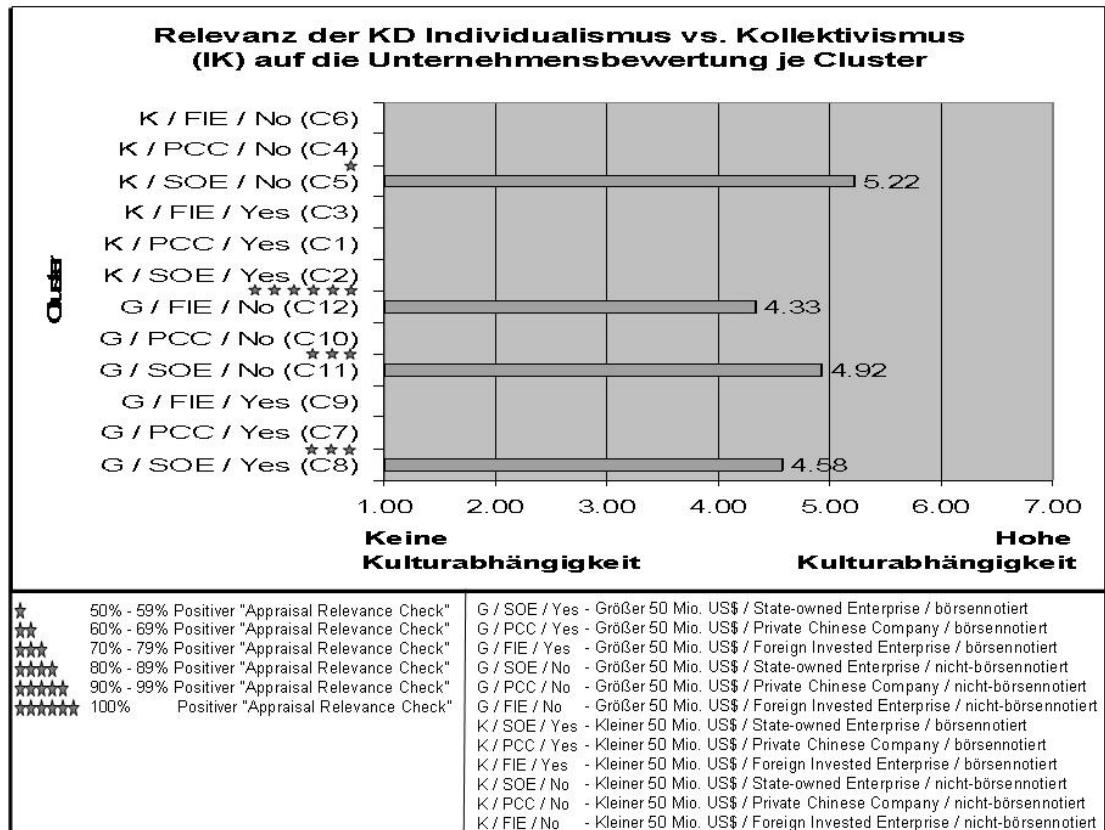 Relevanz der KD Individualismus vs. Kollektivismus
(IK) auf die Unternehmensbewertung je Cluster
Cluster
K / FIE / No (C6)
K / PCC / No (C4)
K / SOE / No (C5)
5.22
K / FIE / Yes (C3)
K / PCC / Yes (C1)
K / SOE / Yes (C2)
G / FIE / No (C12)
4.33
G / PCC / No (C10)
G / SOE / No (C11)
4.92
G / FIE / Yes (C9)
G / PCC / Yes (C7)
G / SOE / Yes (C8)
4.58
1.00 2.00 3.00 4.00 5.00 6.00 7.00
Keine
Kulturabhängigkeit
Hohe
Kulturabhängigkeit
50% - 59% Positiver "Appraisal Relevance Check"
60% - 69% Positiver "Appraisal Relevance Check"
70% - 79% Positiver "Appraisal Relevance Check"
80% - 89% Positiver "Appraisal Relevance Check"
90% - 99% Positiver "Appraisal Relevance Check"
100% Positiver "Appraisal Relevance Check"
G / SOE / Yes - Größer 50 Mio. US$ / State-owned Enterprise / börsennotiert
G / PCC / Yes - Größer 50 Mio. US$ / Private Chinese Company / börsennotiert
G / FIE / Yes - Größer 50 Mio. US$ / Foreign Invested Enterprise / börsennotiert
G / SOE / No - Größer 50 Mio. US$ / State-owned Enterprise / nicht-börsennotiert
G / PCC / No - Größer 50 Mio. US$ / Private Chinese Company / nicht-börsennotiert
G / FIE / No - Größer 50 Mio. US$ / Foreign Invested Enterprise / nicht-börsennotiert
K / SOE / Yes - Kleiner 50 Mio. US$ / State-owned Enterprise / börsennotiert
K / PCC / Yes - Kleiner 50 Mio. US$ / Private Chinese Company / börsennotiert
K / FIE / Yes - Kleiner 50 Mio. US$ / Foreign Invested Enterprise / börsennotiert
K / SOE / No - Kleiner 50 Mio. US$ / State-owned Enterprise / nicht-börsennotiert
K / PCC / No - Kleiner 50 Mio. US$ / Private Chinese Company / nicht-börsennotiert
K / FIE / No - Kleiner 50 Mio. US$ / Foreign Invested Enterprise / nicht-börsennotiert